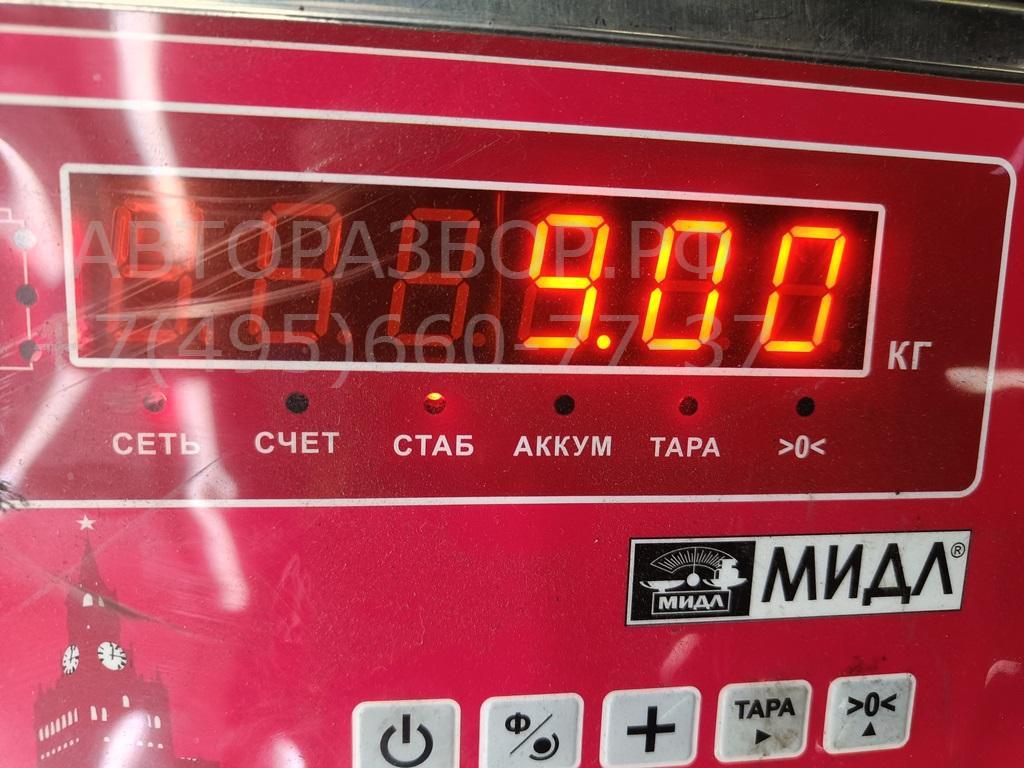 АВТОРАЗБОР.РФ
9.00
+7(495)660-77-37
КГ
СЕТЬ СЧЕТ СТАБ АККУМ ТАРА >0<
МИДЛ МИДЛ®
Ф ТАРА >0<